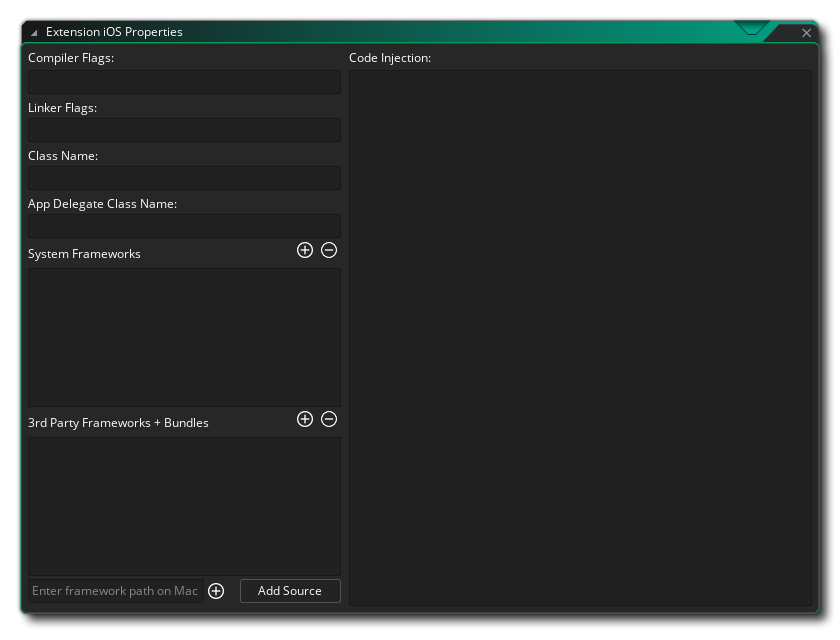 Extension iOS Properties
Compiler Flags:
Linker Flags:
Class Name:
App Delegate Class Name:
System Frameworks
3rd Party Frameworks + Bundles
Enter framework path on Mac
Add Source
Code Injection: